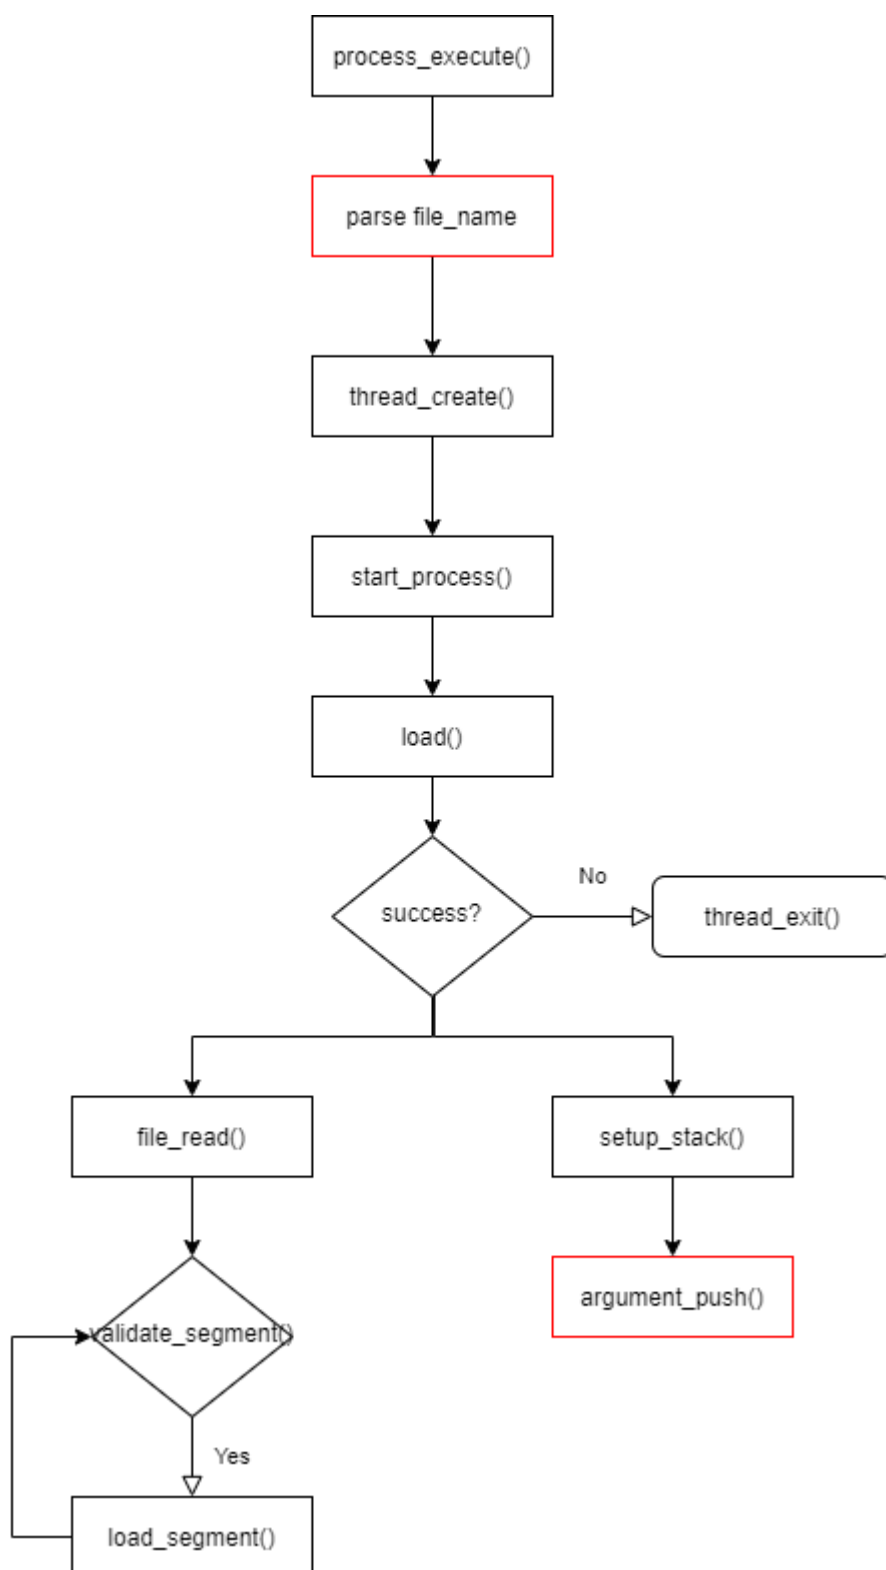 process_execute()
parse file_name
thread_create()
start_process()
load()
success?
No
thread_exit()
file_read()
setup_stack()
validate_segment()
argument_push()
Yes
load_segment()